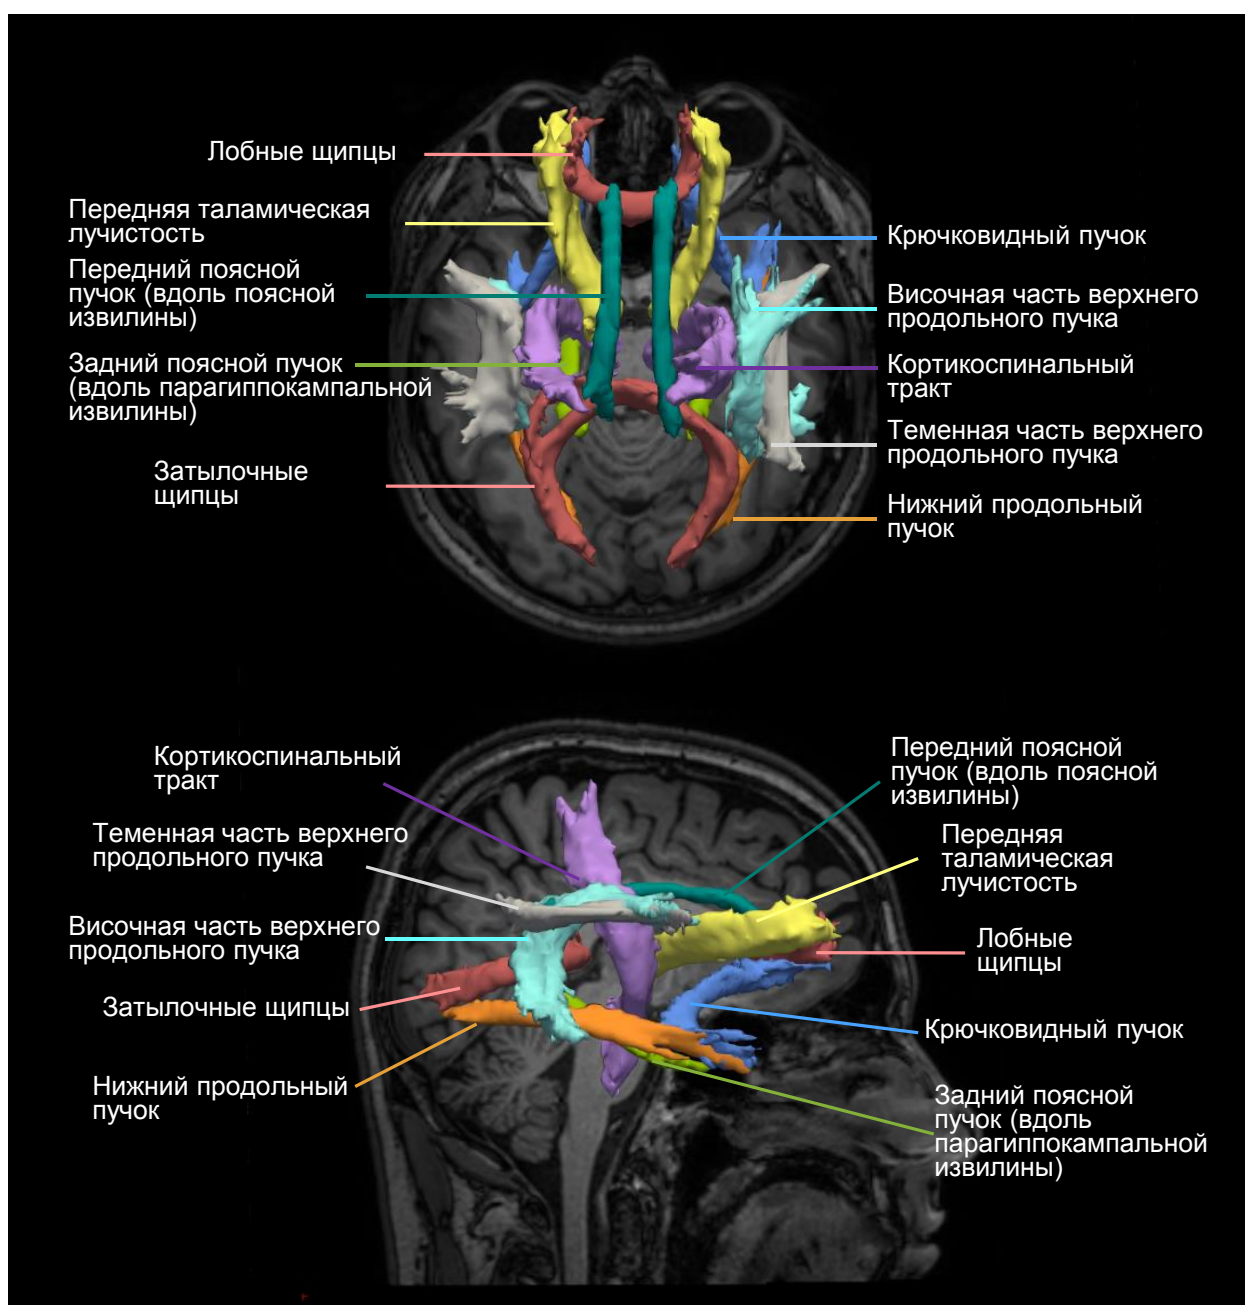 Лобные щипцы
Передняя таламическая
лучистость
Передний поясной
пучок (вдоль поясной
извилины)
Задний поясной пучок
(вдоль парагиппокампальной
извилины)
Затылочные
щипцы
Крючковидный пучок
Височная часть верхнего
продольного пучка
Кортикоспинальный
тракт
Теменная часть верхнего
продольного пучка
Нижний продольный
пучок
Кортикоспинальный
тракт
Теменная часть верхнего
продольного пучка
Височная часть верхнего
продольного пучка
Затылочные щипцы
Нижний продольный
пучок
Передний поясной
пучок (вдоль поясной
извилины)
Передняя
таламическая
лучистость
Лобные
щипцы
Крючковидный пучок
Задний поясной
пучок (вдоль
парагиппокампальной
извилины)